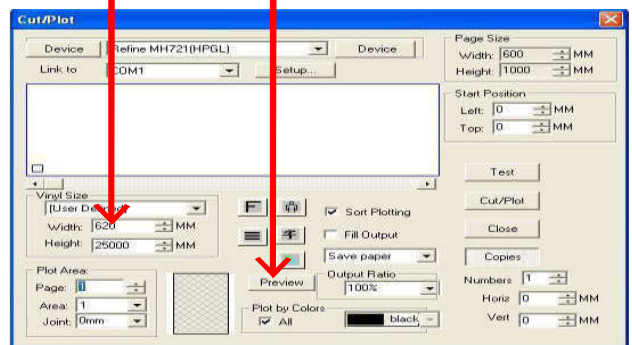 Cut/Plot
Device Refine MH721(HPGL) Device
Link to COM1 Setup...
Page Size
Width: 600 MM
Height: 1000 MM
Start Position
Left: 0 MM
Top: 0 MM
Vinyl Size
[User Defined]
Width: 620 MM
Height: 25000 MM
F
Sort Plotting
Fill Output
Save paper
Test
Cut/Plot
Close
Copies
Plot Area:
Page: 1
Area: 1
Joint: 0mm
Preview
Output Ratio
100%
Plot by Colors
All black
Numbers 1
Horiz 0 MM
Vert 0 MM